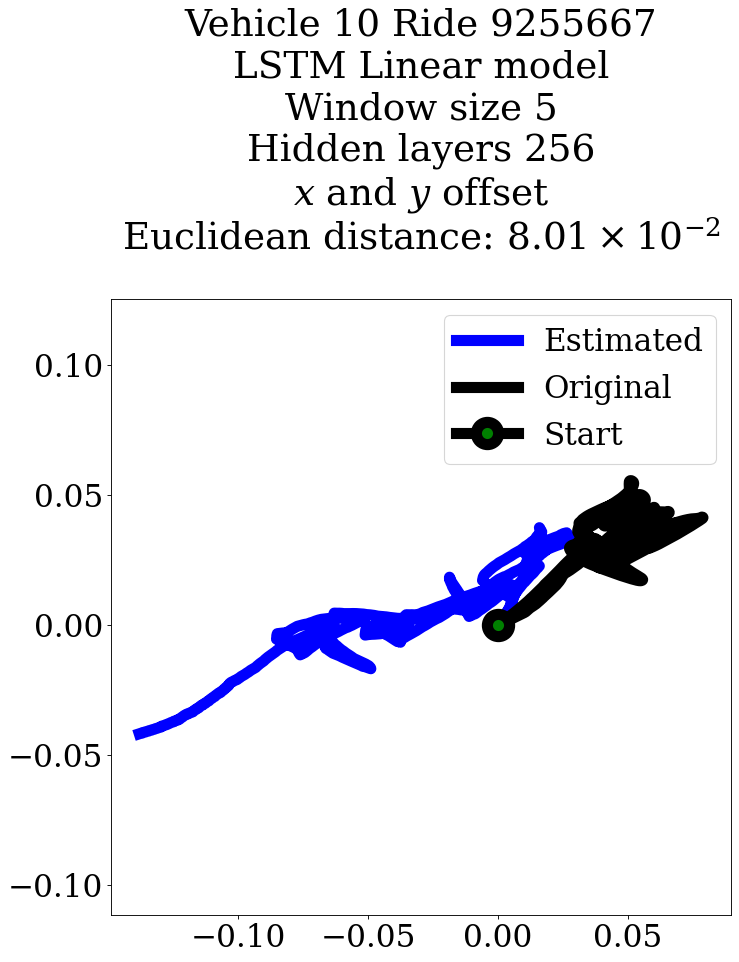 Vehicle 10 Ride 9255667
LSTM Linear model
Window size 5
Hidden layers 256
x and y offset
Euclidean distance: 8.01 × 10⁻²
Estimated
Original
Start
0.10
0.05
0.00
−0.05
−0.10
−0.10 −0.05 0.00 0.05